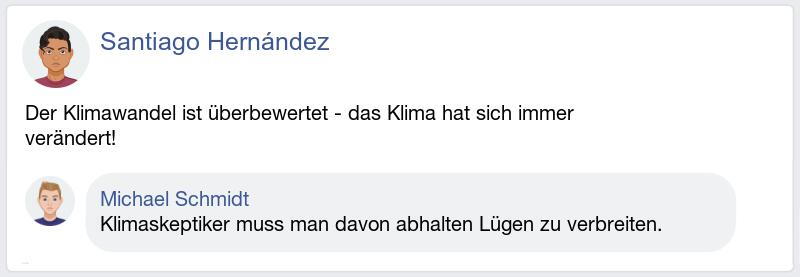 Santiago Hernández
Der Klimawandel ist überbewertet - das Klima hat sich immer
verändert!
Michael Schmidt
Klimaskeptiker muss man davon abhalten Lügen zu verbreiten.